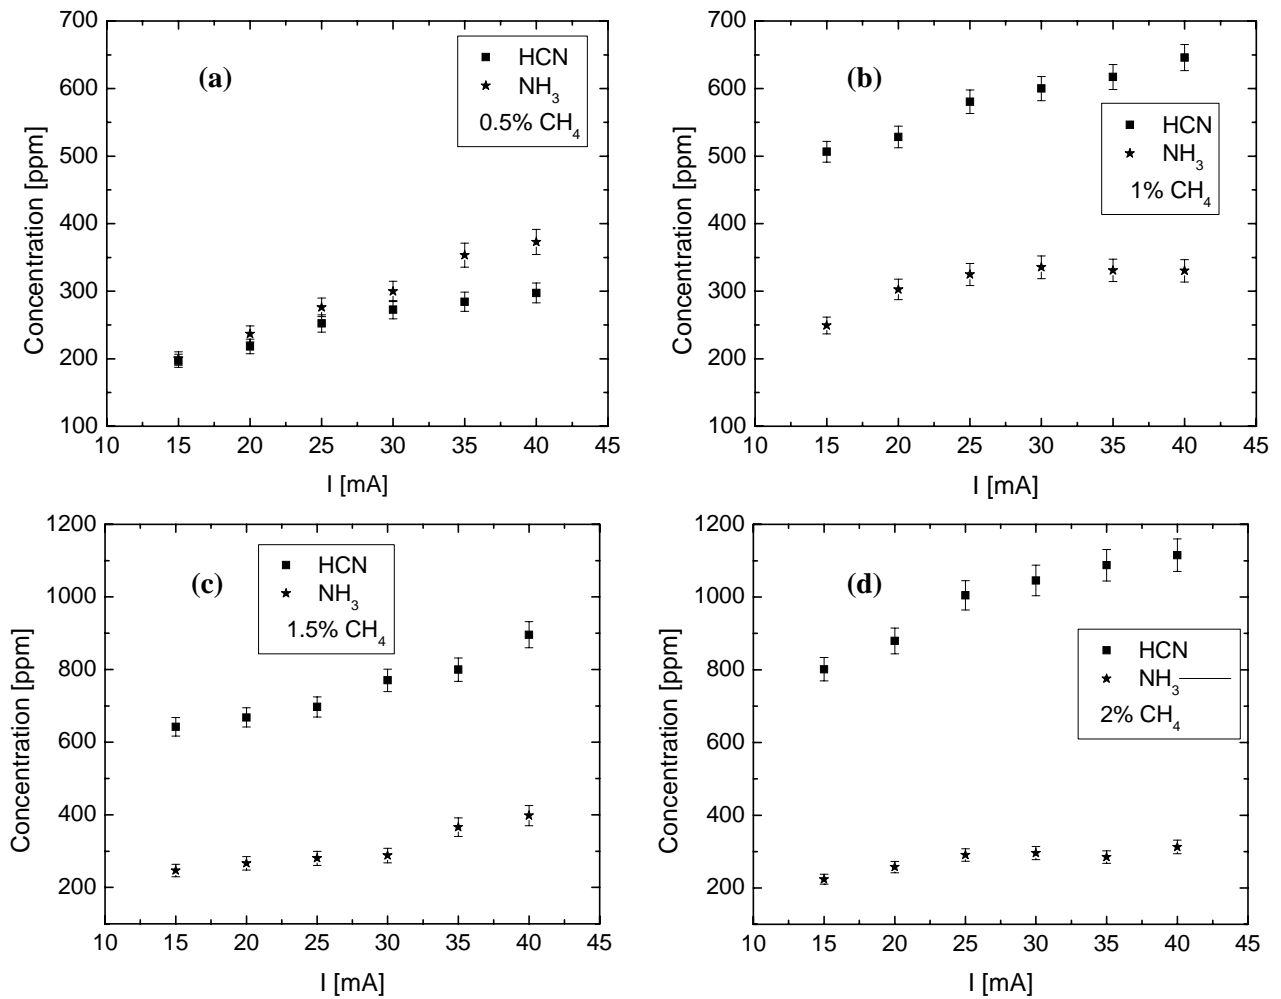 (a)
HCN
NH3
0.5% CH4
700
600
500
400
300
200
100
10 15 20 25 30 35 40 45
Concentration [ppm]
I [mA]
(b)
HCN
NH3
1% CH4
700
600
500
400
300
200
100
10 15 20 25 30 35 40 45
Concentration [ppm]
I [mA]
(c)
HCN
NH3
1.5% CH4
1200
1000
800
600
400
200
10 15 20 25 30 35 40 45
Concentration [ppm]
I [mA]
(d)
HCN
NH3
2% CH4
1200
1000
800
600
400
200
10 15 20 25 30 35 40 45
Concentration [ppm]
I [mA]